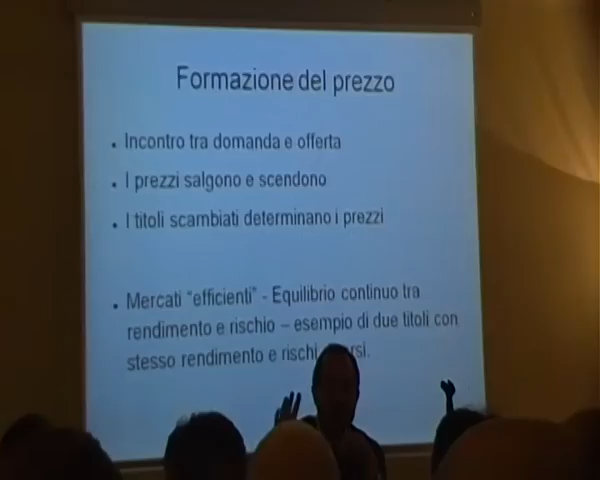 Formazione del prezzo
• Incontro tra domanda e offerta
• I prezzi salgono e scendono
• I titoli scambiati determinano i prezzi
• Mercati "efficienti" - Equilibrio continuo tra
rendimento e rischio – esempio di due titoli con
stesso rendimento e rischi